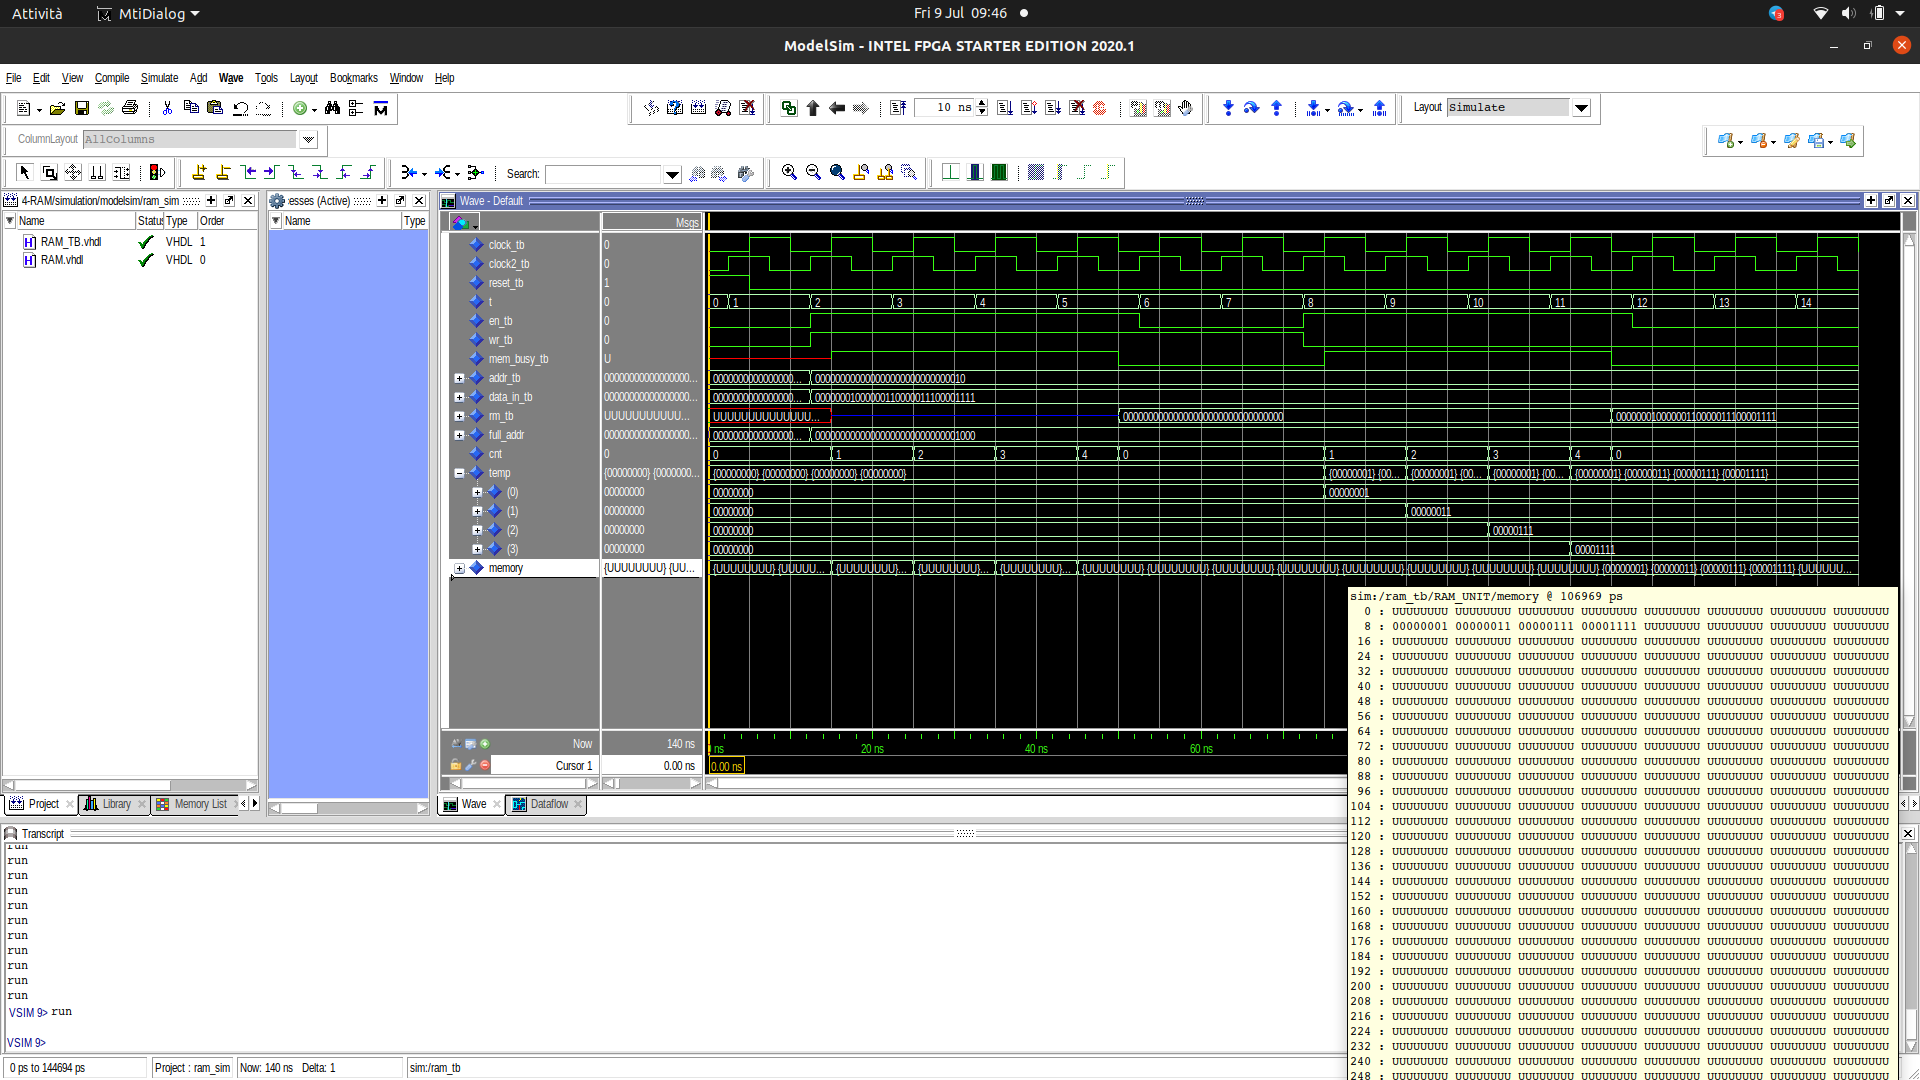 Attività
MtiDialog
Fri 9 Jul 09:46
3
ModelSim - INTEL FPGA STARTER EDITION 2020.1
File Edit View Compile Simulate Add Wave Tools Layout Bookmarks Window Help
10 ns
Layout Simulate
ColumnLayout AllColumns
Search:
4-RAM/simulation/modelsim/ram_sim
Name Status Type Order
RAM_TB.vhdl VHDL 1
RAM.vhdl VHDL 0
esses (Active)
Name Type
Wave - Default
Msgs
clock_tb 0
clock2_tb 0
reset_tb 1
t 0 0 1 2 3 4 5 6 7 8 9 10 11 12 13 14
en_tb 0
wr_tb 0
mem_busy_tb U
addr_tb 00000000000000000... 0000000000000000...
data_in_tb 00000000000000000... 0000000000000000... 00000001000000110000011100001111
rm_tb UUUUUUUUUUU... UUUUUUUUUUUUUU... 00000000000000000000000000000000 00000001000000110000011100001111
full_addr 00000000000000000... 0000000000000000...
cnt 0 0 1 2 3 4 0 1 2 3 4 0
temp {00000000} {0000000... {00000000} {00000000} {00000000} {00000000} {00000001} {00... {00000001} {00... {00000001} {00... {00000001} {00000011} {00000111} {00001111}
(0) 00000000 00000000 00000001
(1) 00000000 00000000 00000011
(2) 00000000 00000000 00000111
(3) 00000000 00000000 00001111
memory {UUUUUUUU} {UU... {UUUUUUUU} {UUUUU... {UUUUUUUU}... {UUUUUUUU}... {UUUUUUUU}... {UUUUUUUU} {UUUUUUUU} {UUUUUUUU} {UUUUUUUU} {UUUUUUUU} {UUUUUUUU} {UUUUUUUU} {UUUUUUUU} {00000001} {00000011} {00000111} {00001111} {UUUUUU...
sim:/ram_tb/RAM_UNIT/memory @ 106969 ps
0 : UUUUUUUU UUUUUUUU UUUUUUUU UUUUUUUU UUUUUUUU UUUUUUUU UUUUUUUU UUUUUUUU
8 : 00000001 00000011 00000111 00001111 UUUUUUUU UUUUUUUU UUUUUUUU UUUUUUUU
16 : UUUUUUUU UUUUUUUU UUUUUUUU UUUUUUUU UUUUUUUU UUUUUUUU UUUUUUUU UUUUUUUU
24 : UUUUUUUU UUUUUUUU UUUUUUUU UUUUUUUU UUUUUUUU UUUUUUUU UUUUUUUU UUUUUUUU
32 : UUUUUUUU UUUUUUUU UUUUUUUU UUUUUUUU UUUUUUUU UUUUUUUU UUUUUUUU UUUUUUUU
40 : UUUUUUUU UUUUUUUU UUUUUUUU UUUUUUUU UUUUUUUU UUUUUUUU UUUUUUUU UUUUUUUU
48 : UUUUUUUU UUUUUUUU UUUUUUUU UUUUUUUU UUUUUUUU UUUUUUUU UUUUUUUU UUUUUUUU
56 : UUUUUUUU UUUUUUUU UUUUUUUU UUUUUUUU UUUUUUUU UUUUUUUU UUUUUUUU UUUUUUUU
64 : UUUUUUUU UUUUUUUU UUUUUUUU UUUUUUUU UUUUUUUU UUUUUUUU UUUUUUUU UUUUUUUU
72 : UUUUUUUU UUUUUUUU UUUUUUUU UUUUUUUU UUUUUUUU UUUUUUUU UUUUUUUU UUUUUUUU
80 : UUUUUUUU UUUUUUUU UUUUUUUU UUUUUUUU UUUUUUUU UUUUUUUU UUUUUUUU UUUUUUUU
88 : UUUUUUUU UUUUUUUU UUUUUUUU UUUUUUUU UUUUUUUU UUUUUUUU UUUUUUUU UUUUUUUU
96 : UUUUUUUU UUUUUUUU UUUUUUUU UUUUUUUU UUUUUUUU UUUUUUUU UUUUUUUU UUUUUUUU
104 : UUUUUUUU UUUUUUUU UUUUUUUU UUUUUUUU UUUUUUUU UUUUUUUU UUUUUUUU UUUUUUUU
112 : UUUUUUUU UUUUUUUU UUUUUUUU UUUUUUUU UUUUUUUU UUUUUUUU UUUUUUUU UUUUUUUU
120 : UUUUUUUU UUUUUUUU UUUUUUUU UUUUUUUU UUUUUUUU UUUUUUUU UUUUUUUU UUUUUUUU
128 : UUUUUUUU UUUUUUUU UUUUUUUU UUUUUUUU UUUUUUUU UUUUUUUU UUUUUUUU UUUUUUUU
136 : UUUUUUUU UUUUUUUU UUUUUUUU UUUUUUUU UUUUUUUU UUUUUUUU UUUUUUUU UUUUUUUU
144 : UUUUUUUU UUUUUUUU UUUUUUUU UUUUUUUU UUUUUUUU UUUUUUUU UUUUUUUU UUUUUUUU
152 : UUUUUUUU UUUUUUUU UUUUUUUU UUUUUUUU UUUUUUUU UUUUUUUU UUUUUUUU UUUUUUUU
160 : UUUUUUUU UUUUUUUU UUUUUUUU UUUUUUUU UUUUUUUU UUUUUUUU UUUUUUUU UUUUUUUU
168 : UUUUUUUU UUUUUUUU UUUUUUUU UUUUUUUU UUUUUUUU UUUUUUUU UUUUUUUU UUUUUUUU
176 : UUUUUUUU UUUUUUUU UUUUUUUU UUUUUUUU UUUUUUUU UUUUUUUU UUUUUUUU UUUUUUUU
184 : UUUUUUUU UUUUUUUU UUUUUUUU UUUUUUUU UUUUUUUU UUUUUUUU UUUUUUUU UUUUUUUU
192 : UUUUUUUU UUUUUUUU UUUUUUUU UUUUUUUU UUUUUUUU UUUUUUUU UUUUUUUU UUUUUUUU
200 : UUUUUUUU UUUUUUUU UUUUUUUU UUUUUUUU UUUUUUUU UUUUUUUU UUUUUUUU UUUUUUUU
208 : UUUUUUUU UUUUUUUU UUUUUUUU UUUUUUUU UUUUUUUU UUUUUUUU UUUUUUUU UUUUUUUU
216 : UUUUUUUU UUUUUUUU UUUUUUUU UUUUUUUU UUUUUUUU UUUUUUUU UUUUUUUU UUUUUUUU
224 : UUUUUUUU UUUUUUUU UUUUUUUU UUUUUUUU UUUUUUUU UUUUUUUU UUUUUUUU UUUUUUUU
232 : UUUUUUUU UUUUUUUU UUUUUUUU UUUUUUUU UUUUUUUU UUUUUUUU UUUUUUUU UUUUUUUU
240 : UUUUUUUU UUUUUUUU UUUUUUUU UUUUUUUU UUUUUUUU UUUUUUUU UUUUUUUU UUUUUUUU
248 : UUUUUUUU UUUUUUUU UUUUUUUU UUUUUUUU UUUUUUUU UUUUUUUU UUUUUUUU UUUUUUUU
Now 140 ns ns 20 ns 40 ns 60 ns
Cursor 1 0.00 ns 0.00 ns
Project Library Memory List
Wave Dataflow
Transcript
run
run
run
run
run
run
run
run
run
run
run
VSIM 9> run
VSIM 9>
0 ps to 144694 ps Project : ram_sim Now: 140 ns Delta: 1 sim:/ram_tb